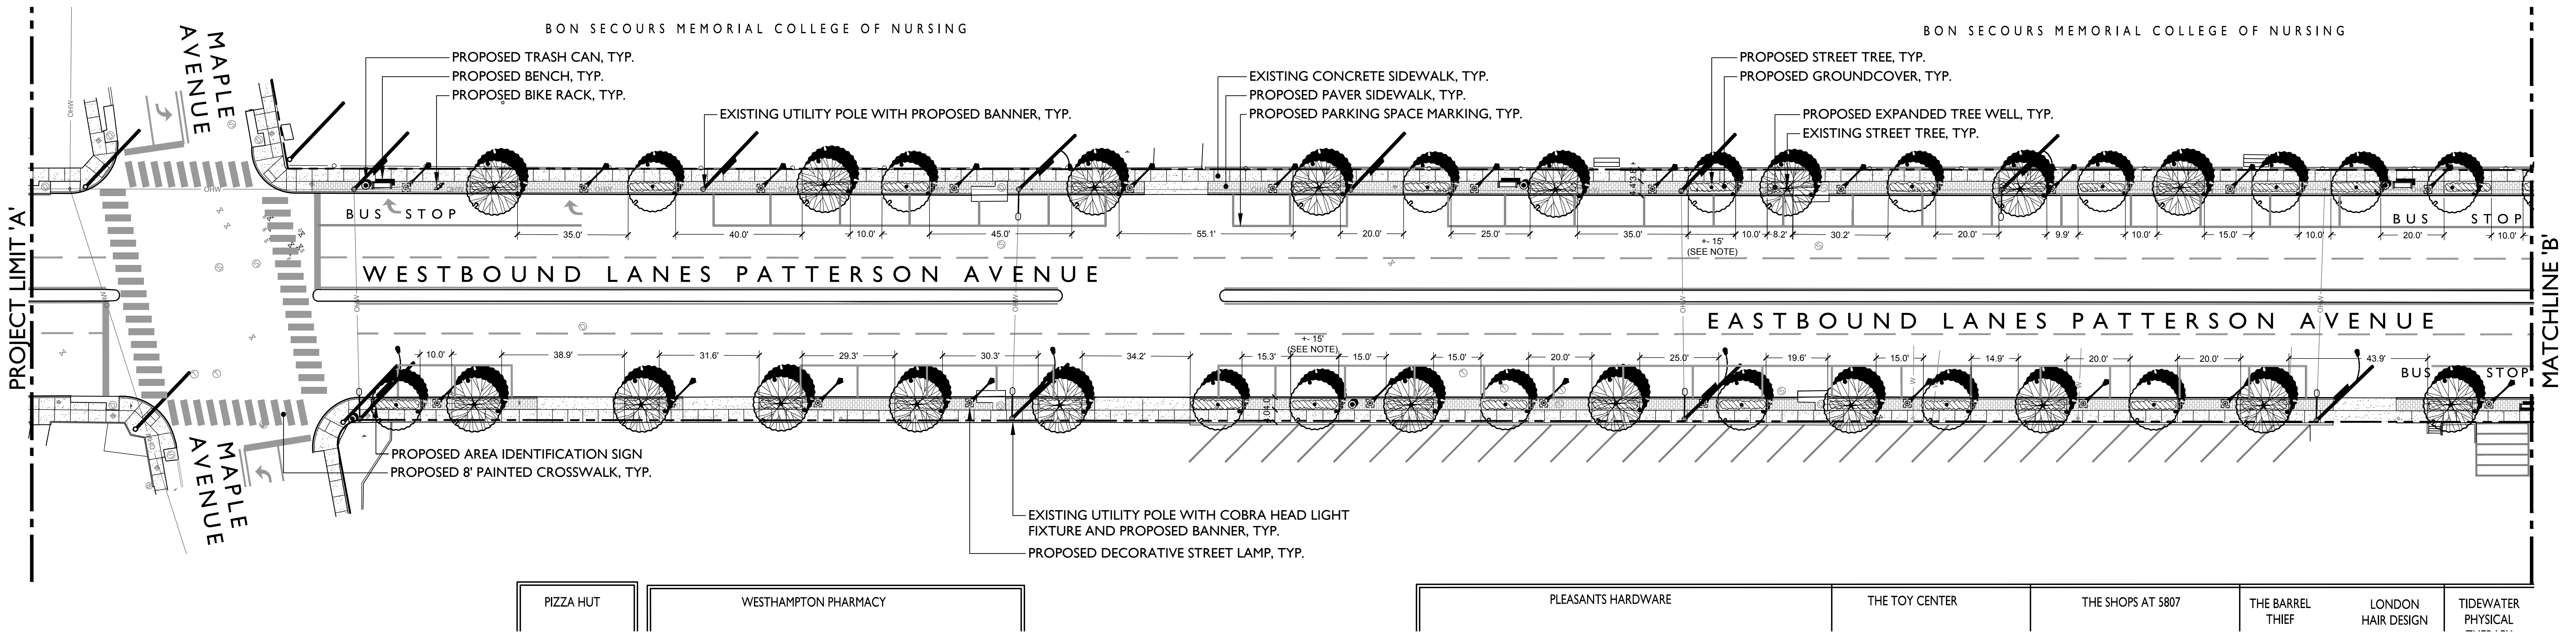 BON SECOURS MEMORIAL COLLEGE OF NURSING
BON SECOURS MEMORIAL COLLEGE OF NURSING
MAPLE
AVENUE
PROPOSED TRASH CAN, TYP.
PROPOSED BENCH, TYP.
PROPOSED BIKE RACK, TYP.
EXISTING UTILITY POLE WITH PROPOSED BANNER, TYP.
EXISTING CONCRETE SIDEWALK, TYP.
PROPOSED PAVER SIDEWALK, TYP.
PROPOSED PARKING SPACE MARKING, TYP.
PROPOSED STREET TREE, TYP.
PROPOSED GROUNDCOVER, TYP.
PROPOSED EXPANDED TREE WELL, TYP.
EXISTING STREET TREE, TYP.
OHW
BUS STOP
BUS STOP
35.0' 40.0' 10.0' 45.0' 55.1' 20.0' 25.0' 35.0' +- 15' 10.0' 8.2' 30.2' 20.0' 9.9' 10.0' 15.0' 10.0' 20.0' 10.0'
(SEE NOTE)
WESTBOUND LANES PATTERSON AVENUE
EASTBOUND LANES PATTERSON AVENUE
PROJECT LIMIT 'A'
MATCHLINE 'B'
+- 15'
(SEE NOTE)
10.0' 38.9' 31.6' 29.3' 30.3' 34.2' 15.3' 15.0' 15.0' 20.0' 25.0' 19.6' 15.0' 14.9' 20.0' 20.0' 43.9'
BUS STOP
PROPOSED AREA IDENTIFICATION SIGN
PROPOSED 8' PAINTED CROSSWALK, TYP.
MAPLE
AVENUE
EXISTING UTILITY POLE WITH COBRA HEAD LIGHT
FIXTURE AND PROPOSED BANNER, TYP.
PROPOSED DECORATIVE STREET LAMP, TYP.
PIZZA HUT
WESTHAMPTON PHARMACY
PLEASANTS HARDWARE
THE TOY CENTER
THE SHOPS AT 5807
THE BARREL
THIEF
LONDON
HAIR DESIGN
TIDEWATER
PHYSICAL